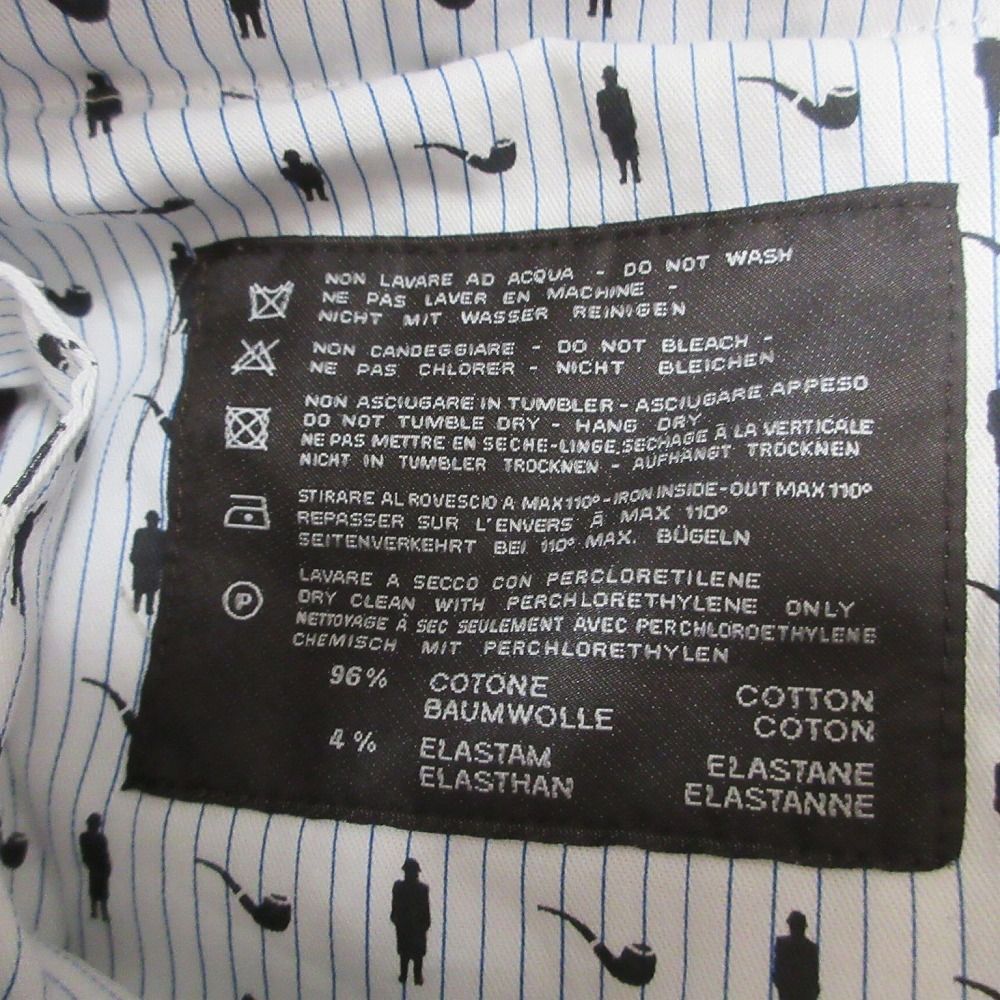 NON LAVARE AD ACQUA - DO NOT WASH
NE PAS LAVER EN MACHINE -
NICHT MIT WASSER REINIGEN
NON CANDEGGIARE - DO NOT BLEACH -
NE PAS CHLORER - NICHT BLEICHEN
NON ASCIUGARE IN TUMBLER - ASCIUGARE APPESO
DO NOT TUMBLE DRY - HANG DRY
NE PAS METTRE EN SECHE-LINGE, SECHAGE À LA VERTICALE
NICHT IN TUMBLER TROCKNEN - AUFHÄNGT TROCKNEN
STIRARE AL ROVESCIO A MAX 110° - IRON INSIDE-OUT MAX 110°
REPASSER SUR L'ENVERS À MAX 110°
SEITENVERKEHRT BEI 110° MAX. BÜGELN
P
LAVARE A SECCO CON PERCLORETILENE
DRY CLEAN WITH PERCHLORETHYLENE ONLY
NETTOYAGE À SEC SEULEMENT AVEC PERCHLOROETHYLENE
CHEMISCH MIT PERCHLORETHYLEN
96% COTONE COTTON
BAUMWOLLE COTON
4% ELASTAM ELASTANE
ELASTHAN ELASTANNE